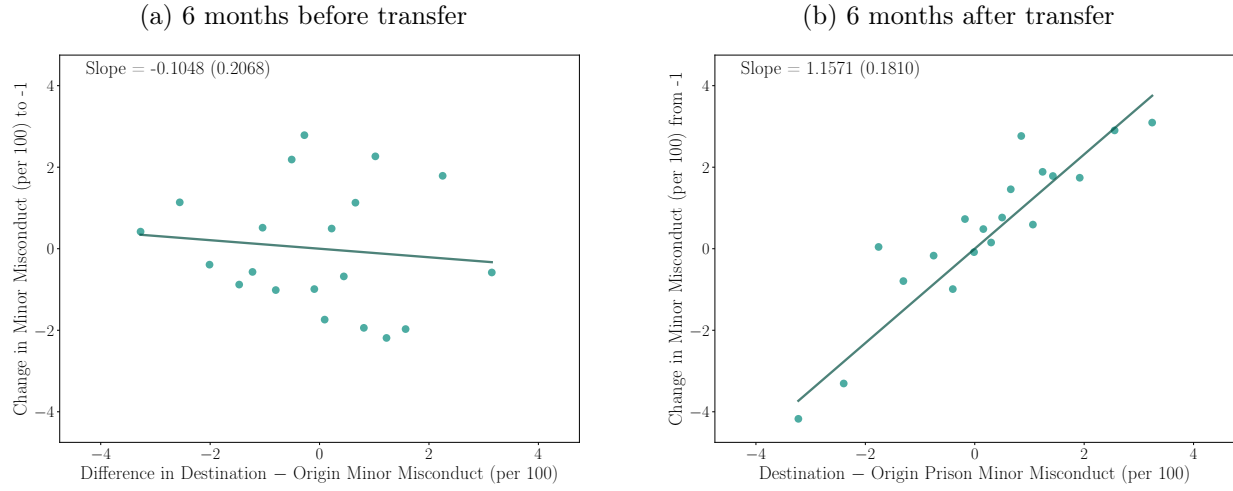 (a) 6 months before transfer
Slope = -0.1048 (0.2068)
Change in Minor Misconduct (per 100) to -1
4
2
0
−2
−4
−4
−2
0
2
4
Difference in Destination − Origin Minor Misconduct (per 100)
(b) 6 months after transfer
Slope = 1.1571 (0.1810)
Change in Minor Misconduct (per 100) from -1
4
2
0
−2
−4
−4
−2
0
2
4
Destination − Origin Prison Minor Misconduct (per 100)